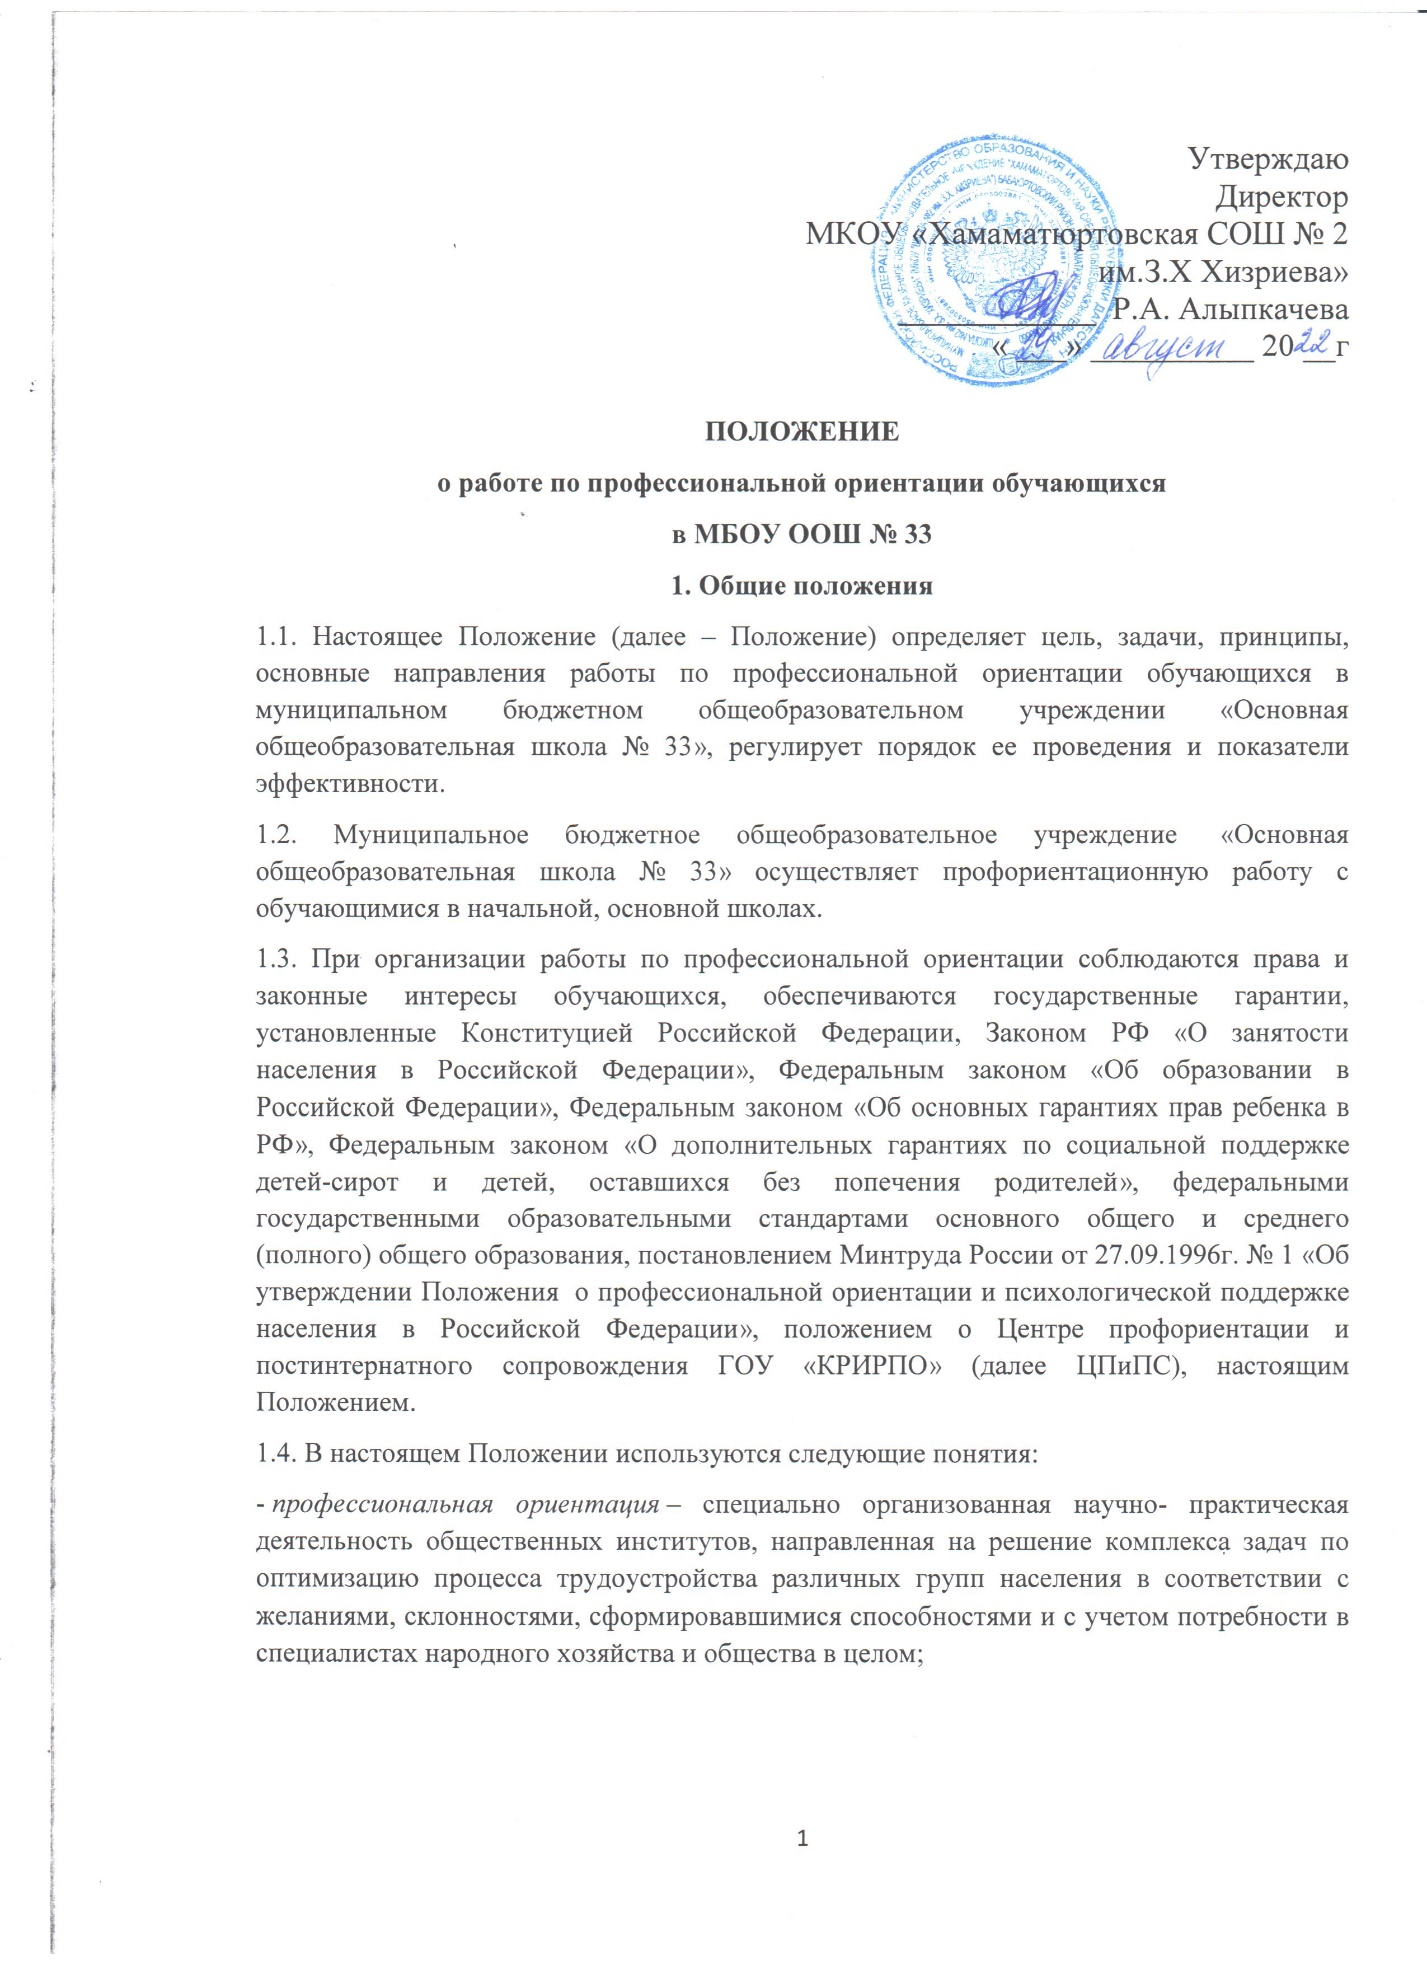 Утверждаю
Директор
МКОУ «Хамаматюртовская СОШ № 2
им.З.Х Хизриева»
____________ Р.А. Алыпкачева
« ___ » август 2022 г
ПОЛОЖЕНИЕ
о работе по профессиональной ориентации обучающихся
в МБОУ ООШ № 33
1. Общие положения
1.1. Настоящее Положение (далее – Положение) определяет цель, задачи, принципы,
основные направления работы по профессиональной ориентации обучающихся в
муниципальном бюджетном общеобразовательном учреждении «Основная
общеобразовательная школа № 33», регулирует порядок ее проведения и показатели
эффективности.
1.2. Муниципальное бюджетное общеобразовательное учреждение «Основная
общеобразовательная школа № 33» осуществляет профориентационную работу с
обучающимися в начальной, основной школах.
1.3. При организации работы по профессиональной ориентации соблюдаются права и
законные интересы обучающихся, обеспечиваются государственные гарантии,
установленные Конституцией Российской Федерации, Законом РФ «О занятости
населения в Российской Федерации», Федеральным законом «Об образовании в
Российской Федерации», Федеральным законом «Об основных гарантиях прав ребенка в
РФ», Федеральным законом «О дополнительных гарантиях по социальной поддержке
детей-сирот и детей, оставшихся без попечения родителей», федеральными
государственными образовательными стандартами основного общего и среднего
(полного) общего образования, постановлением Минтруда России от 27.09.1996г. № 1 «Об
утверждении Положения о профессиональной ориентации и психологической поддержке
населения в Российской Федерации», положением о Центре профориентации и
постинтернатного сопровождения ГОУ «КРИРПО» (далее ЦПиПС), настоящим
Положением.
1.4. В настоящем Положении используются следующие понятия:
- профессиональная ориентация – специально организованная научно- практическая
деятельность общественных институтов, направленная на решение комплекса задач по
оптимизацию процесса трудоустройства различных групп населения в соответствии с
желаниями, склонностями, сформировавшимися способностями и с учетом потребности в
специалистах народного хозяйства и общества в целом;
1